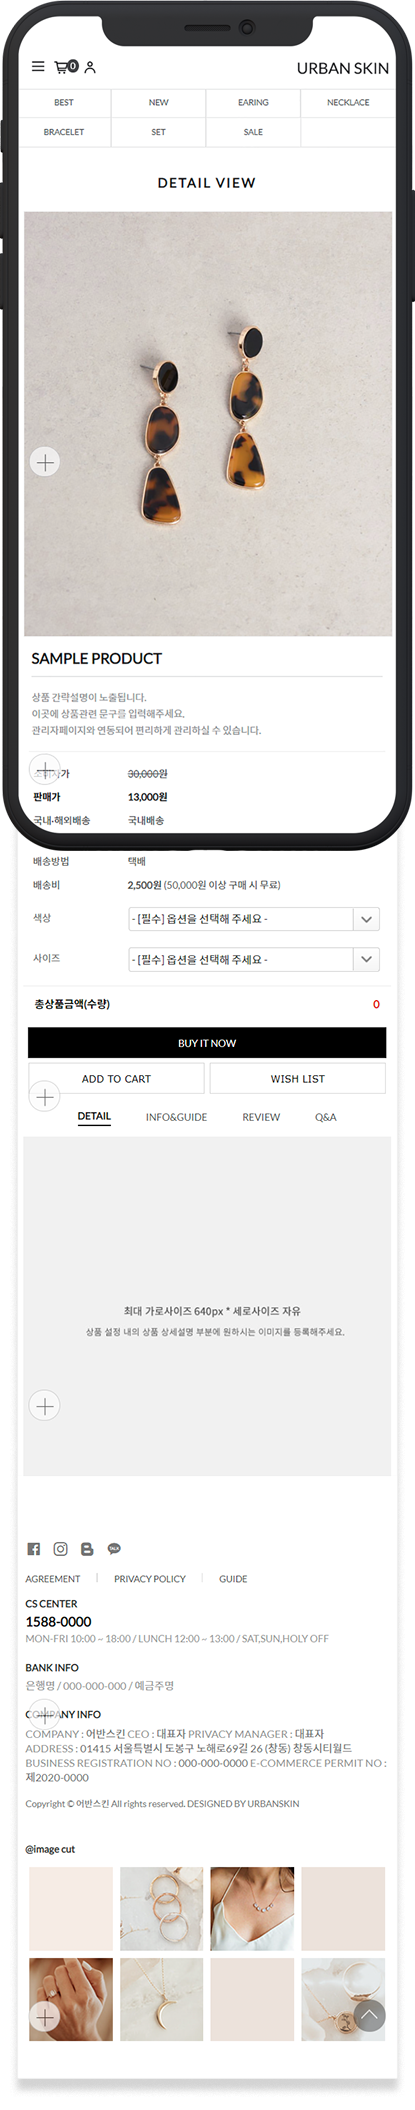 0
URBAN SKIN
BEST NEW EARING NECKLACE
BRACELET SET SALE
DETAIL VIEW
SAMPLE PRODUCT
상품 간략설명이 노출됩니다.
이곳에 상품관련 문구를 입력해주세요.
관리자페이지와 연동되어 편리하게 관리하실 수 있습니다.
소비자가 30,000원
판매가 13,000원
국내·해외배송 국내배송
배송방법 택배
배송비 2,500원 (50,000원 이상 구매 시 무료)
색상 - [필수] 옵션을 선택해 주세요 -
사이즈 - [필수] 옵션을 선택해 주세요 -
총상품금액(수량) 0
BUY IT NOW
ADD TO CART WISH LIST
DETAIL INFO&GUIDE REVIEW Q&A
최대 가로사이즈 640px * 세로사이즈 자유
상품 설정 내의 상품 상세설명 부분에 원하시는 이미지를 등록해주세요.
TALK
AGREEMENT PRIVACY POLICY GUIDE
CS CENTER
1588-0000
MON-FRI 10:00 ~ 18:00 / LUNCH 12:00 ~ 13:00 / SAT,SUN,HOLY OFF
BANK INFO
은행명 / 000-000-000 / 예금주명
COMPANY INFO
COMPANY : 어반스킨 CEO : 대표자 PRIVACY MANAGER : 대표자
ADDRESS : 01415 서울특별시 도봉구 노해로69길 26 (창동) 창동시티월드
BUSINESS REGISTRATION NO : 000-000-0000 E-COMMERCE PERMIT NO :
제2020-0000
Copyright © 어반스킨 All rights reserved. DESIGNED BY URBANSKIN
@image cut